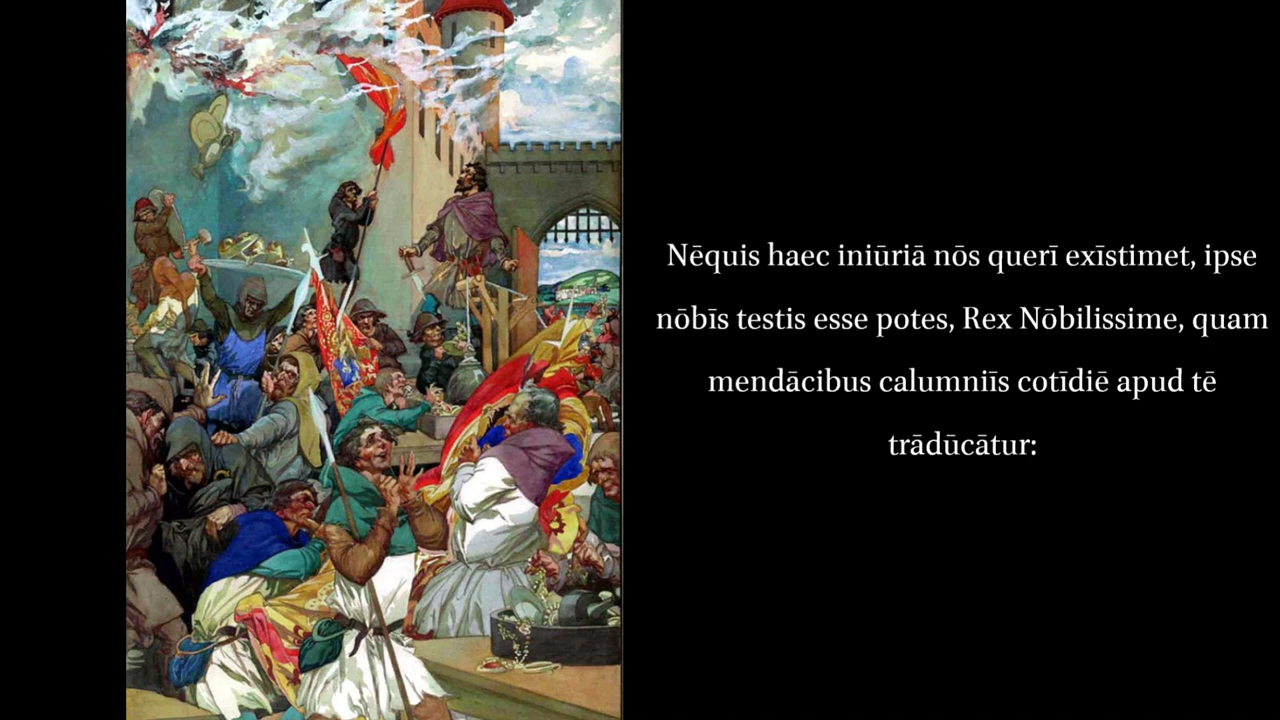 Nēquis haec iniūriā nōs querī exīstimet, ipse
nōbīs testis esse potes, Rex Nōbilissime, quam
mendācibus calumniīs cotīdiē apud tē
trādūcātur: